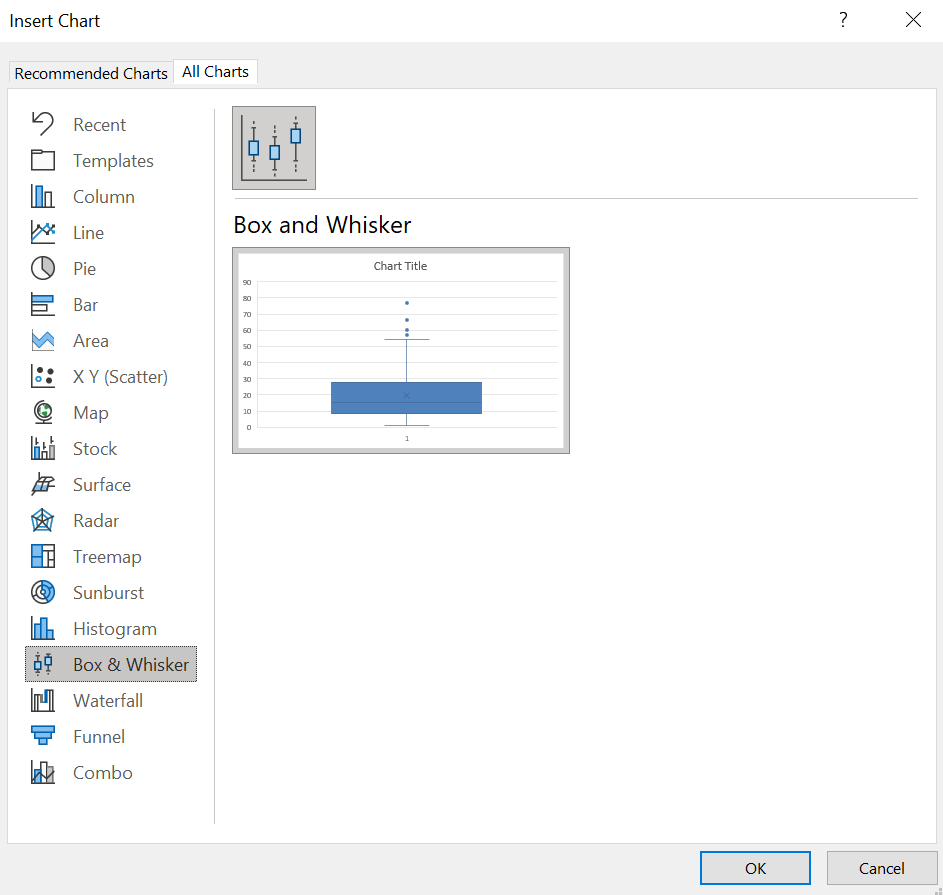 Insert Chart
?
Recommended Charts
All Charts
Recent
Templates
Column
Line
Pie
Bar
Area
X Y (Scatter)
Map
Stock
Surface
Radar
Treemap
Sunburst
Histogram
Box & Whisker
Waterfall
Funnel
Combo
Box and Whisker
Chart Title
90
80
70
60
50
40
30
20
10
0
1
OK
Cancel